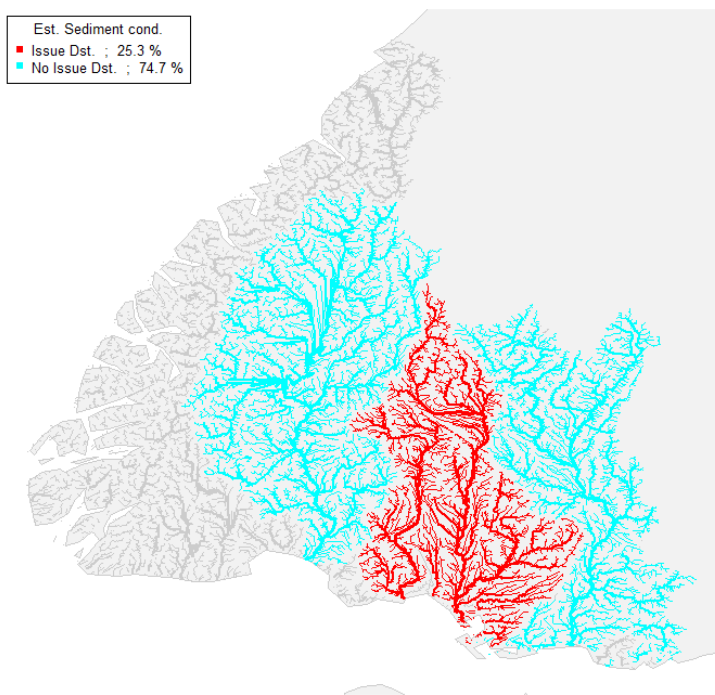 Est. Sediment cond.
Issue Dst. ; 25.3 %
No Issue Dst. ; 74.7 %